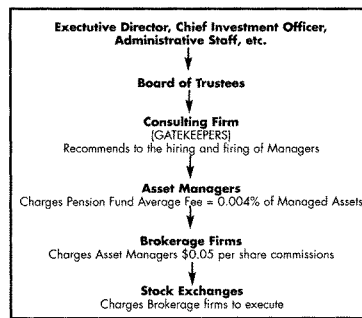 Exectutive Director, Chief Investment Officer,
Administrative Staff, etc.
Board of Trustees
Consulting Firm
(GATEKEEPERS)
Recommends to the hiring and firing of Managers
Asset Managers
Charges Pension Fund Average Fee = 0.004% of Managed Assets
Brokerage Firms
Charges Asset Managers $0.05 per share commissions
Stock Exchanges
Charges Brokerage firms to execute